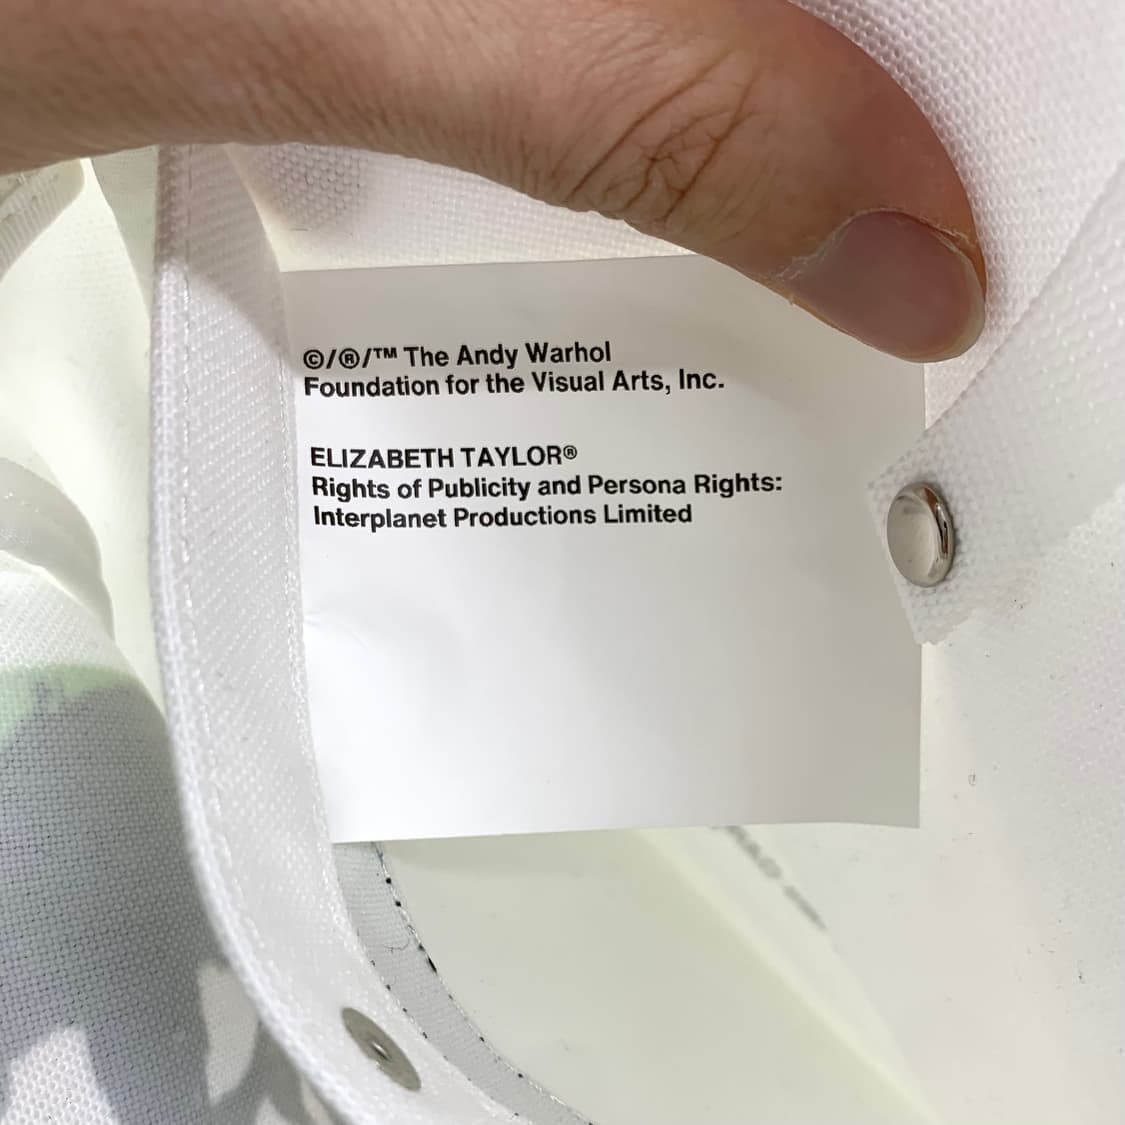 ©/®/™ The Andy Warhol
Foundation for the Visual Arts, Inc.
ELIZABETH TAYLOR®
Rights of Publicity and Persona Rights:
Interplanet Productions Limited